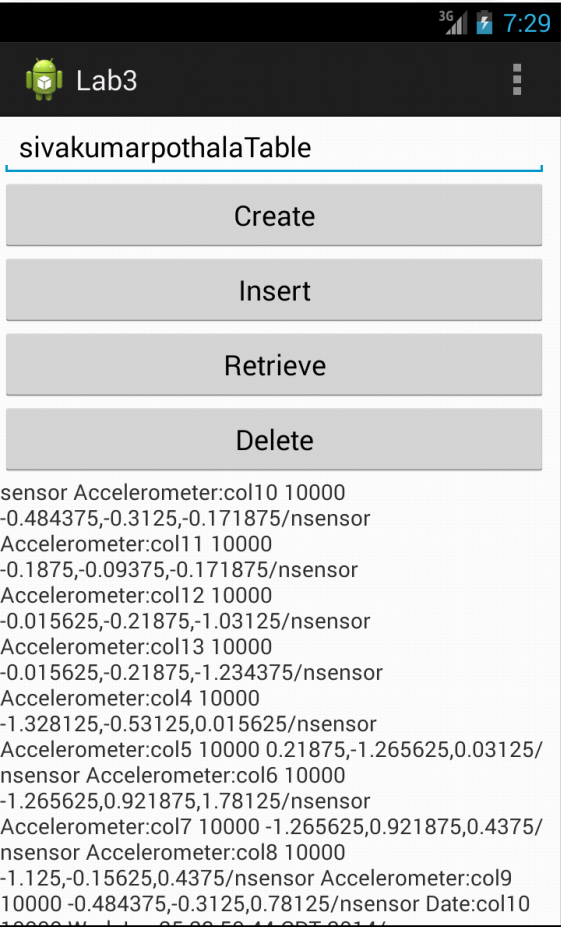 3G 7:29
Lab3
sivakumarpothalaTable
Create
Insert
Retrieve
Delete
sensor Accelerometer:col10 10000
-0.484375,-0.3125,-0.171875/nsensor
Accelerometer:col11 10000
-0.1875,-0.09375,-0.171875/nsensor
Accelerometer:col12 10000
-0.015625,-0.21875,-1.03125/nsensor
Accelerometer:col13 10000
-0.015625,-0.21875,-1.234375/nsensor
Accelerometer:col4 10000
-1.328125,-0.53125,0.015625/nsensor
Accelerometer:col5 10000 0.21875,-1.265625,0.03125/
nsensor Accelerometer:col6 10000
-1.265625,0.921875,1.78125/nsensor
Accelerometer:col7 10000 -1.265625,0.921875,0.4375/
nsensor Accelerometer:col8 10000
-1.125,-0.15625,0.4375/nsensor Accelerometer:col9
10000 -0.484375,-0.3125,0.78125/nsensor Date:col10